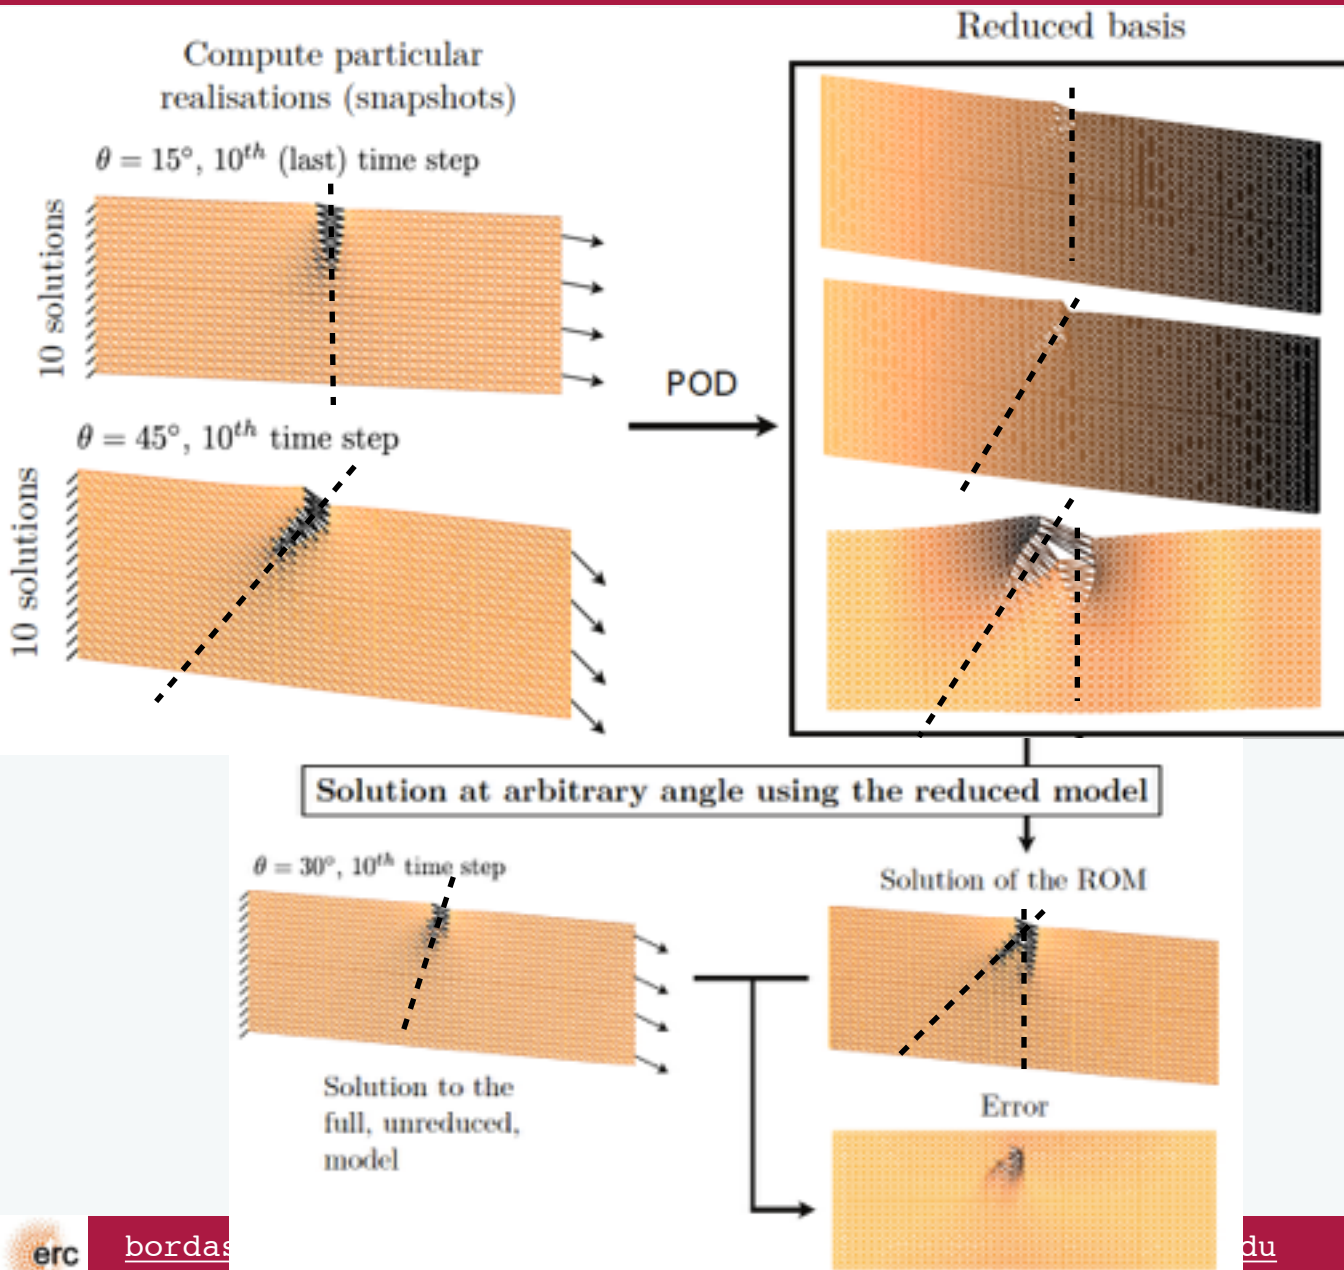 Compute particular
realisations (snapshots)
θ = 15°, 10th (last) time step
10 solutions
θ = 45°, 10th time step
10 solutions
POD
Reduced basis
Solution at arbitrary angle using the reduced model
θ = 30°, 10th time step
Solution to the
full, unreduced,
model
Solution of the ROM
Error
erc
bordas
du